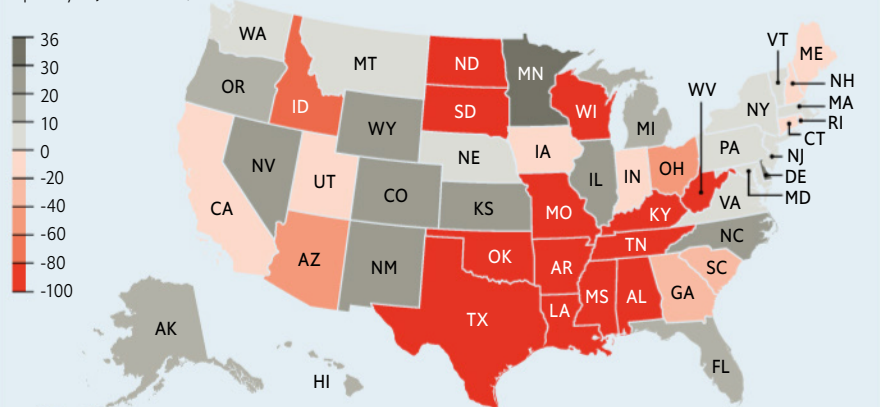 36
30
20
10
0
-20
-40
-60
-80
-100
WA
OR
ID
MT
ND
MN
SD
WI
WY
NV
UT
CA
CO
NE
IA
KS
IL
IN
OH
MI
MO
KY
WV
VA
NC
TN
SC
GA
AL
MS
LA
AR
OK
TX
NM
AZ
FL
AK
HI
PA
NY
VT
ME
NH
MA
RI
CT
NJ
DE
MD